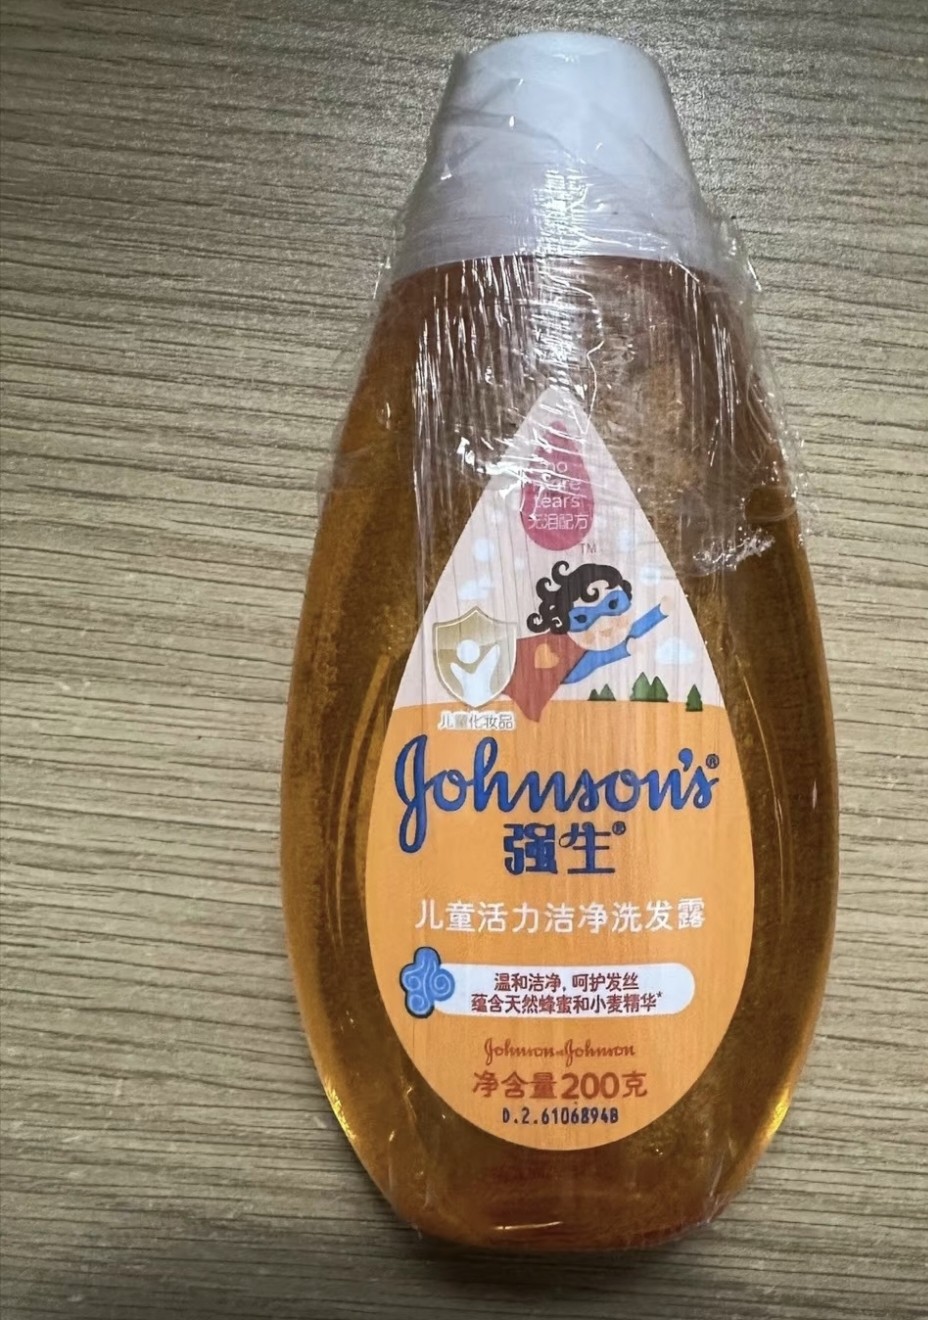 no
more
tears
无泪配方
TM
儿童化妆品
Johnson's®
强生®
儿童活力洁净洗发露
温和洁净,呵护发丝
蕴含天然蜂蜜和小麦精华*
Johnson&Johnson
净含量200克
D.2.6106894B